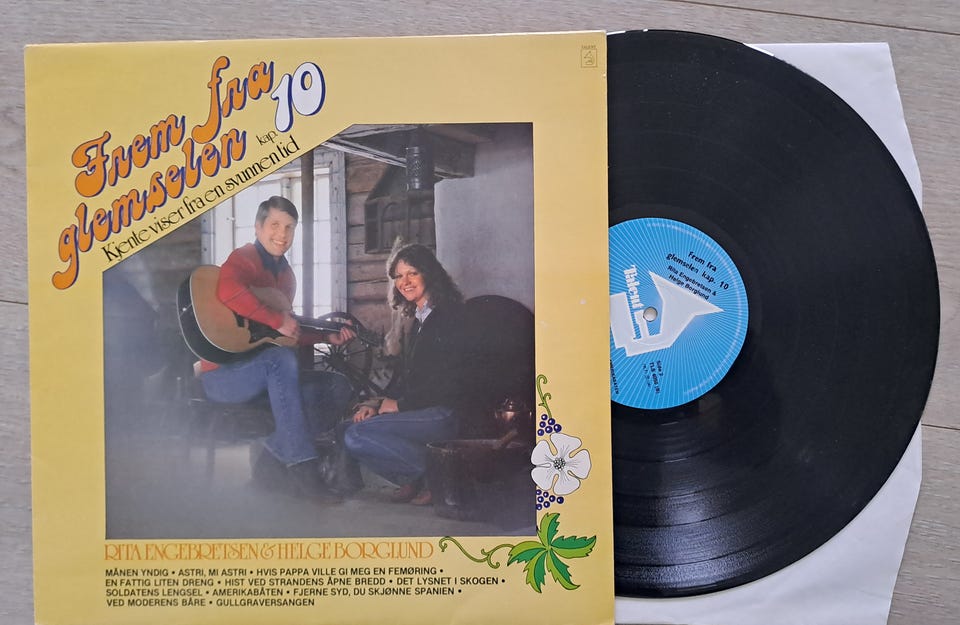 Frem fra
glemselen kap. 10
Kjente viser fra en svunnen tid
RITA ENGEBRETSEN & HELGE BORGLUND
MÅNEN YNDIG • ASTRI, MI ASTRI • HVIS PAPPA VILLE GI MEG EN FEMØRING •
EN FATTIG LITEN DRENG • HIST VED STRANDENS ÅPNE BREDD • DET LYSNET I SKOGEN •
SOLDATENS LENGSEL • AMERIKABÅTEN • FJERNE SYD, DU SKJØNNE SPANIEN •
VED MODERENS BÅRE • GULLGRAVERSANGEN
Talent
Frem fra
glemselen kap. 10
Rita Engebretsen &
Helge Borglund
Side 2